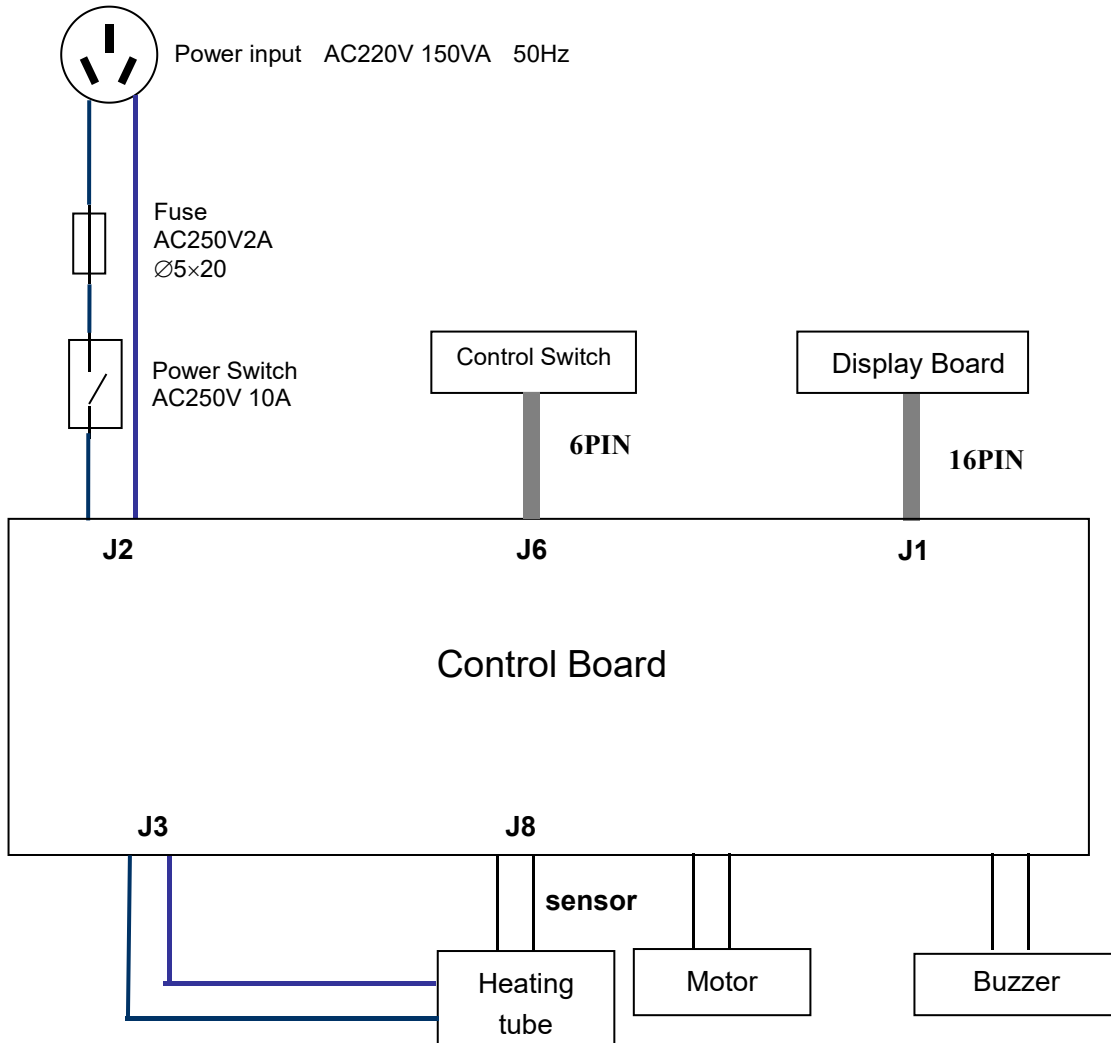 Power input AC220V 150VA 50Hz
Fuse
AC250V2A
∅5×20
Power Switch
AC250V 10A
Control Switch
Display Board
6PIN
16PIN
J2
J6
J1
Control Board
J3
J8
sensor
Heating
tube
Motor
Buzzer